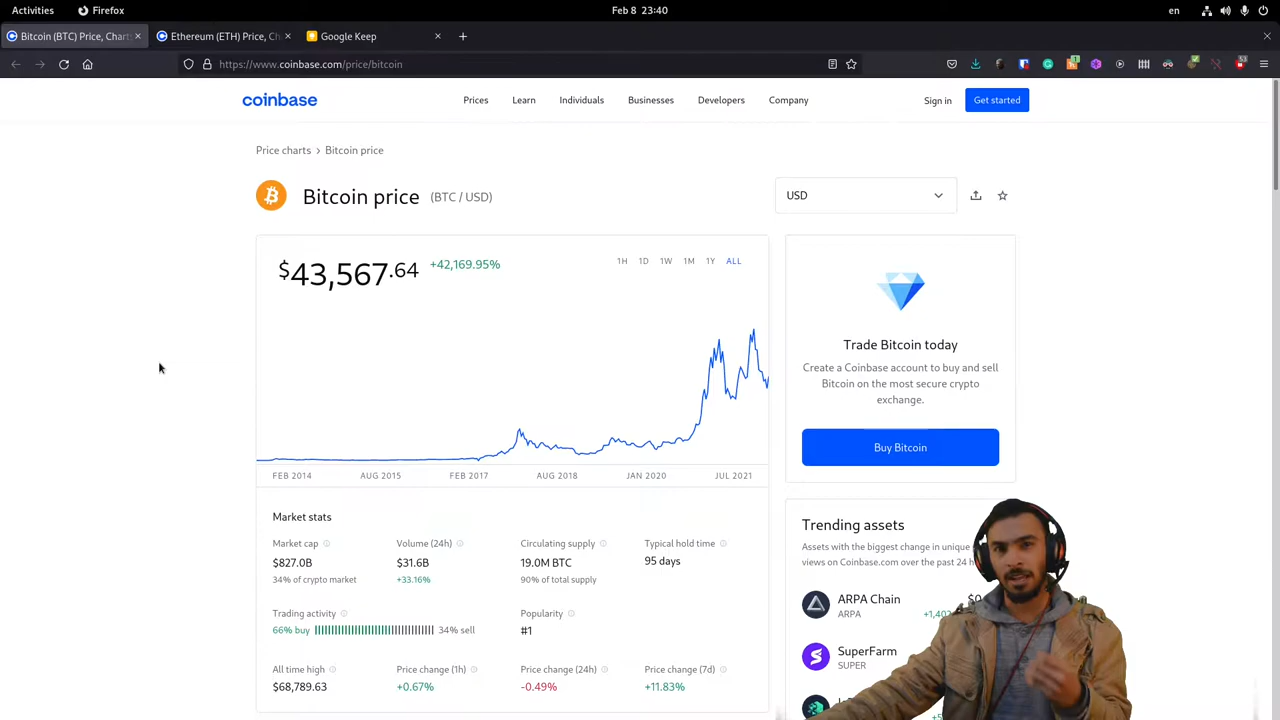 Activities
Firefox
Feb 8 23:40
en
Bitcoin (BTC) Price, Chart
Ethereum (ETH) Price, Ch
Google Keep
https://www.coinbase.com/price/bitcoin
coinbase
Prices
Learn
Individuals
Businesses
Developers
Company
Sign in
Get started
Price charts › Bitcoin price
Bitcoin price (BTC / USD)
USD
$43,567.64 +42,169.95%
1H 1D 1W 1M 1Y ALL
FEB 2014 AUG 2015 FEB 2017 AUG 2018 JAN 2020 JUL 2021
Market stats
Market cap
$827.0B
34% of crypto market
Volume (24h)
$31.6B
+33.16%
Circulating supply
19.0M BTC
90% of total supply
Typical hold time
95 days
Trading activity
66% buy 34% sell
Popularity
#1
All time high
$68,789.63
Price change (1h)
+0.67%
Price change (24h)
-0.49%
Price change (7d)
+11.83%
Trade Bitcoin today
Create a Coinbase account to buy and sell
Bitcoin on the most secure crypto
exchange.
Buy Bitcoin
Trending assets
Assets with the biggest change in unique
views on Coinbase.com over the past 24
ARPA Chain
ARPA
SuperFarm
SUPER